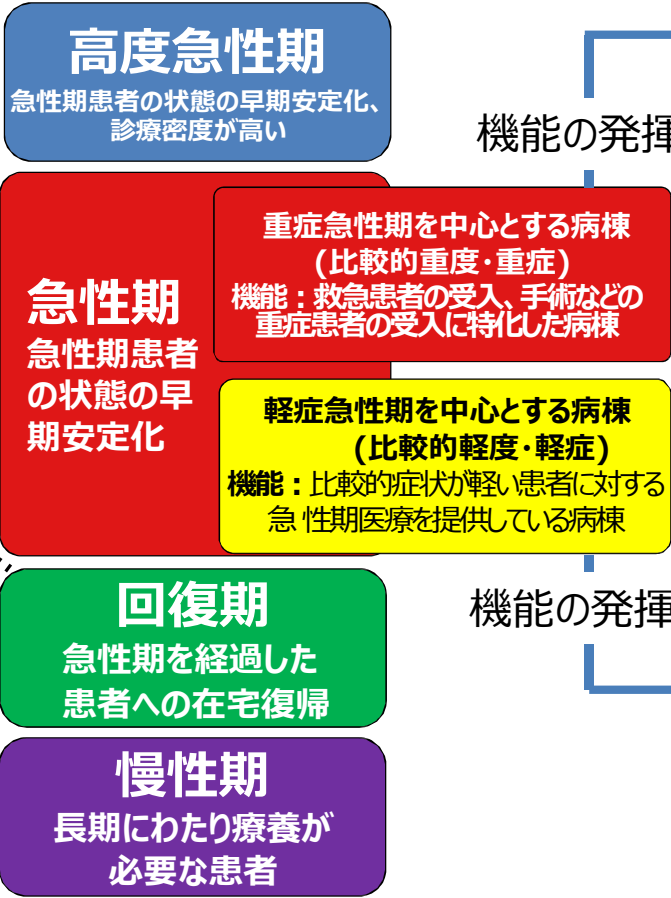 高度急性期
急性期患者の状態の早期安定化、
診療密度が高い
機能の発揮
急性期
急性期患者
の状態の早
期安定化
重症急性期を中心とする病棟
(比較的重度・重症)
機能：救急患者の受入、手術などの
重症患者の受入に特化した病棟
軽症急性期を中心とする病棟
(比較的軽度・軽症)
機能：比較的症状が軽い患者に対する
急 性期医療を提供している病棟
機能の発揮
回復期
急性期を経過した
患者への在宅復帰
慢性期
長期にわたり療養が
必要な患者